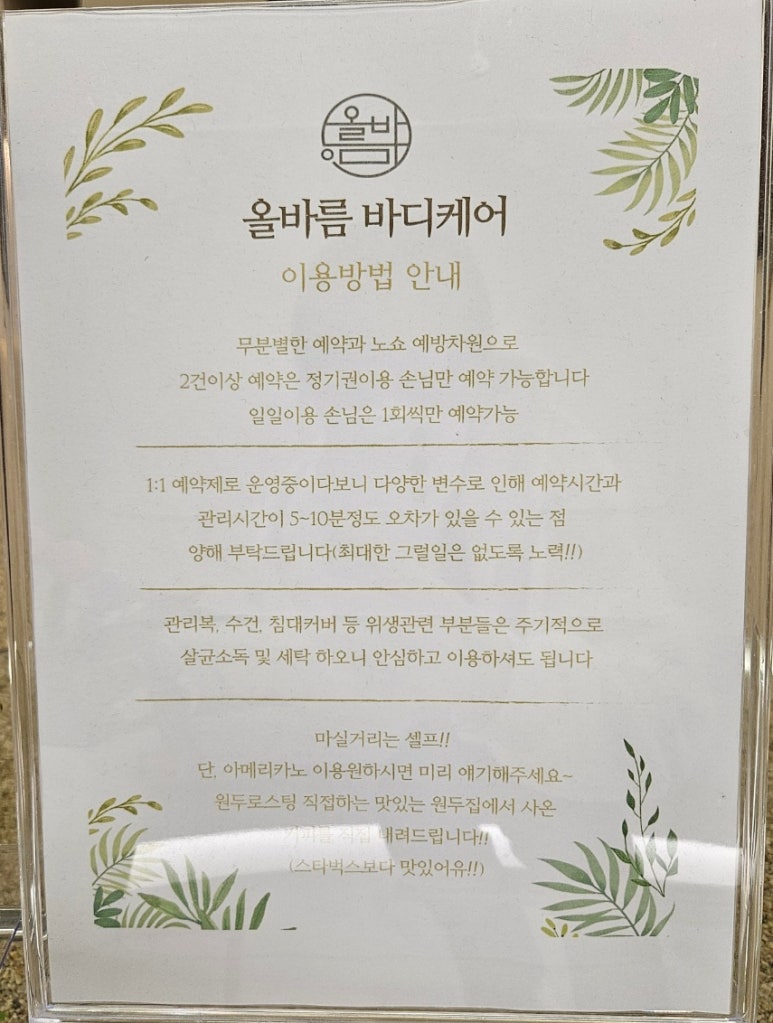 올바름
올바름 바디케어
이용방법 안내
무분별한 예약과 노쇼 예방차원으로
2건이상 예약은 정기권이용 손님만 예약 가능합니다
일일이용 손님은 1회씩만 예약가능
1:1 예약제로 운영중이다보니 다양한 변수로 인해 예약시간과
관리시간이 5~10분정도 오차가 있을 수 있는 점
양해 부탁드립니다(최대한 그럴일은 없도록 노력!!)
관리복, 수건, 침대커버 등 위생관련 부분들은 주기적으로
살균소독 및 세탁 하오니 안심하고 이용하셔도 됩니다
마실거리는 셀프!!
단, 아메리카노 이용원하시면 미리 얘기해주세요~
원두로스팅 직접하는 맛있는 원두집에서 사온
커피를 직접 내려드립니다!!
(스타벅스보다 맛있어유!!)